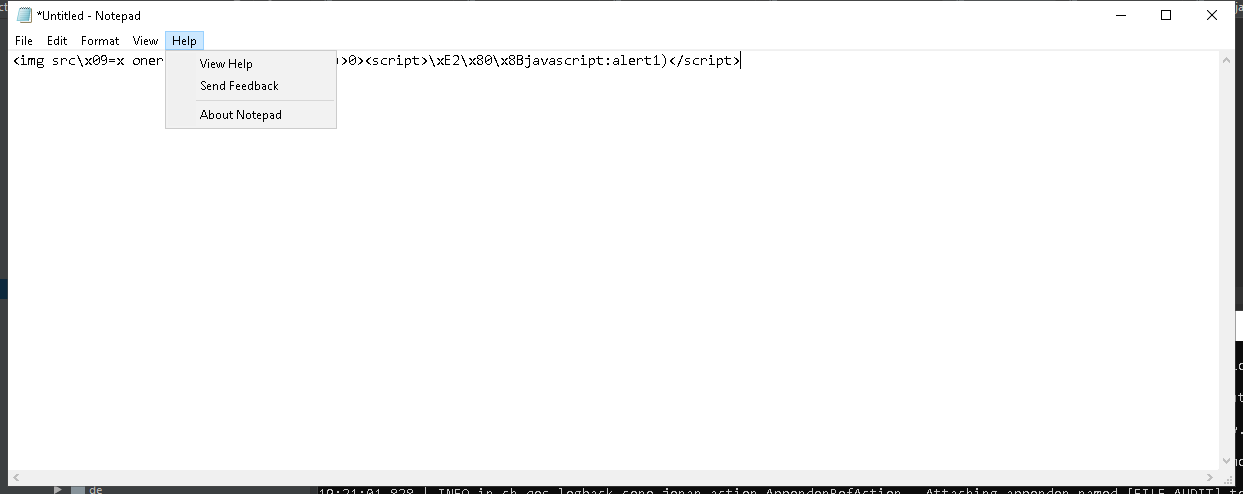 *Untitled - Notepad
File Edit Format View Help
<img src\x09=x oner >0><script>\xE2\x80\x8Bjavascript:alert1)</script>
View Help
Send Feedback
About Notepad
de
19:21:01,828 | INFO in ch.qos.logback.core.joran.action.AppenderRefAction - Attaching appender named [FILE_AUDIT] t